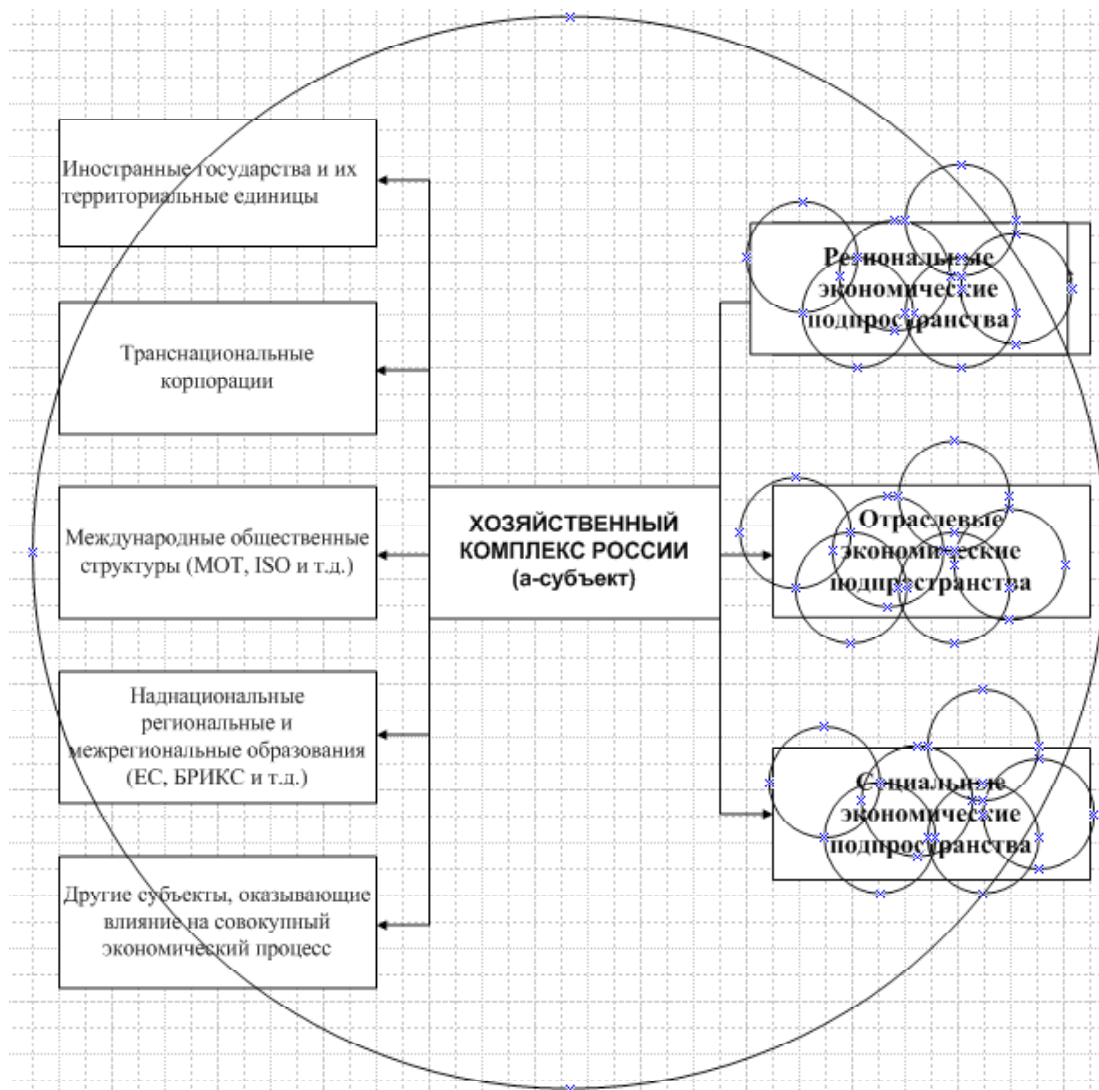 Иностранные государства и их
территориальные единицы
Транснациональные
корпорации
Международные общественные
структуры (МОТ, ISO и т.д.)
Наднациональные
региональные и
межрегиональные образования
(ЕС, БРИКС и т.д.)
Другие субъекты, оказывающие
влияние на совокупный
экономический процесс
ХОЗЯЙСТВЕННЫЙ
КОМПЛЕКС РОССИИ
(а-субъект)
Региональные
экономические
подпространства
Отраслевые
экономические
подпространства
Социальные
экономические
подпространства